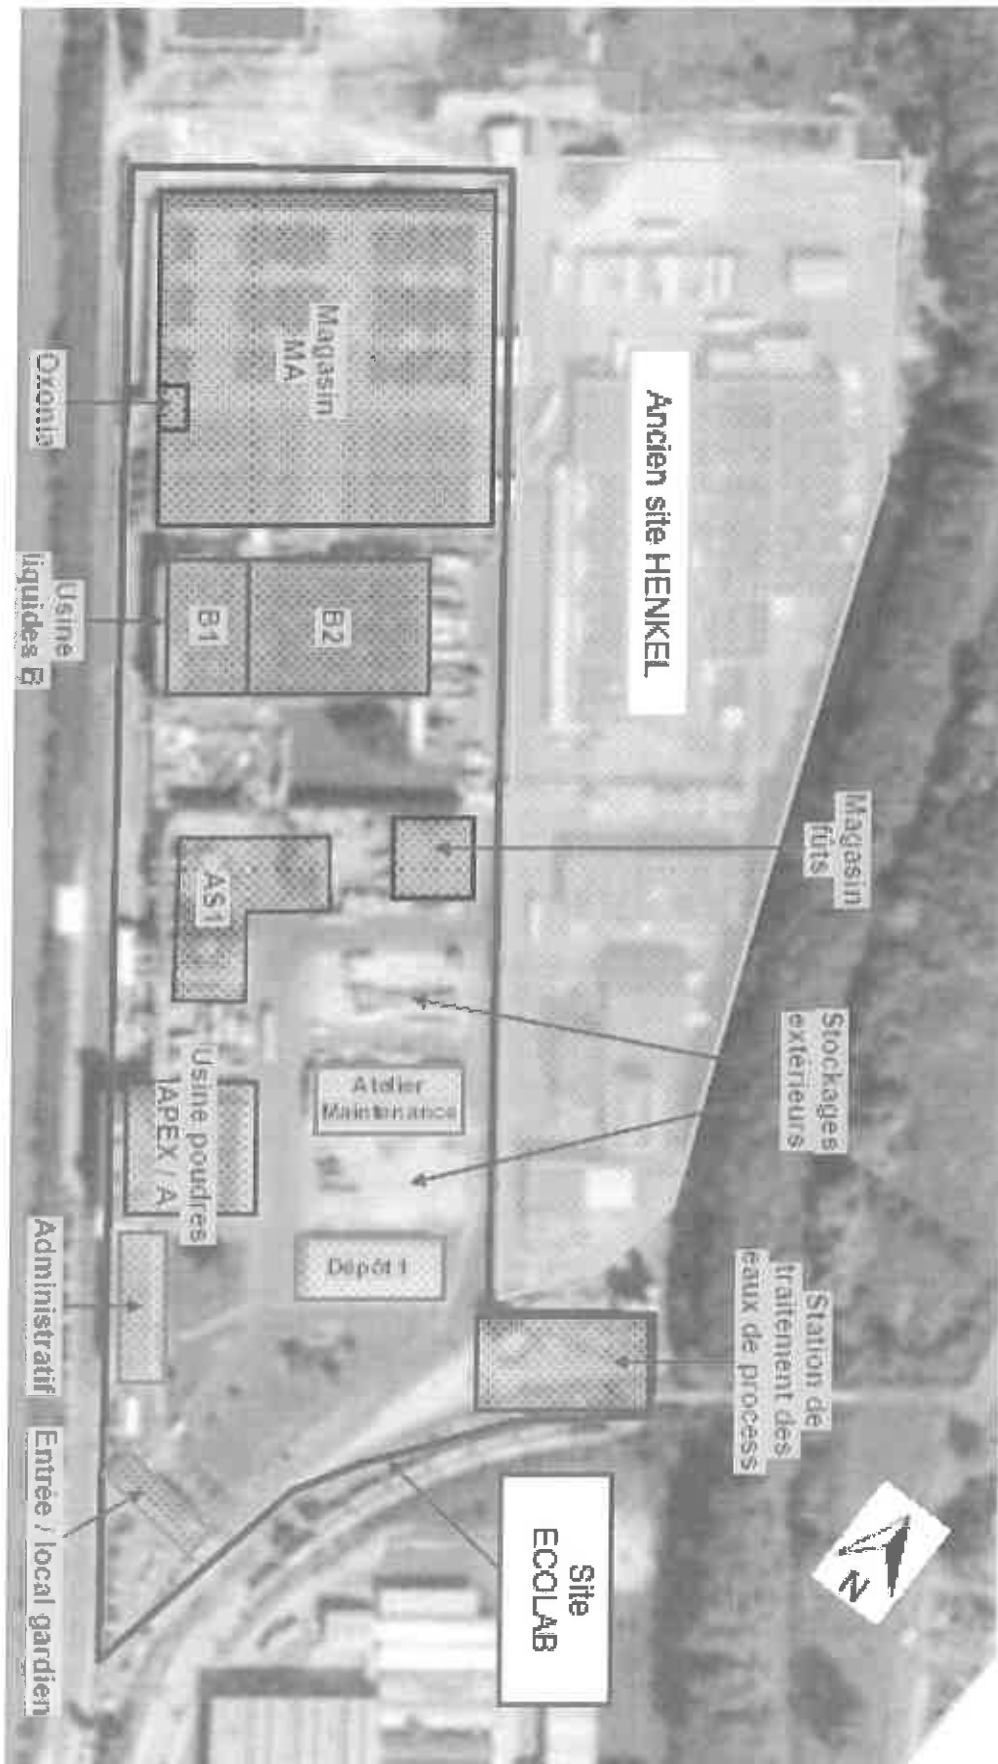 Ancien site HENKEL
Magasin
fûts
Stockages
extérieurs
Station de
traitement des
eaux de process
N
Site
ECOLAB
Magasin
MA
B2
B1
AS1
Atelier
Maintenance
Dépôt 1
Usine poudres
APEX / A
Oxonia
Usine
liquides B
Administratif
Entrée / local gardien